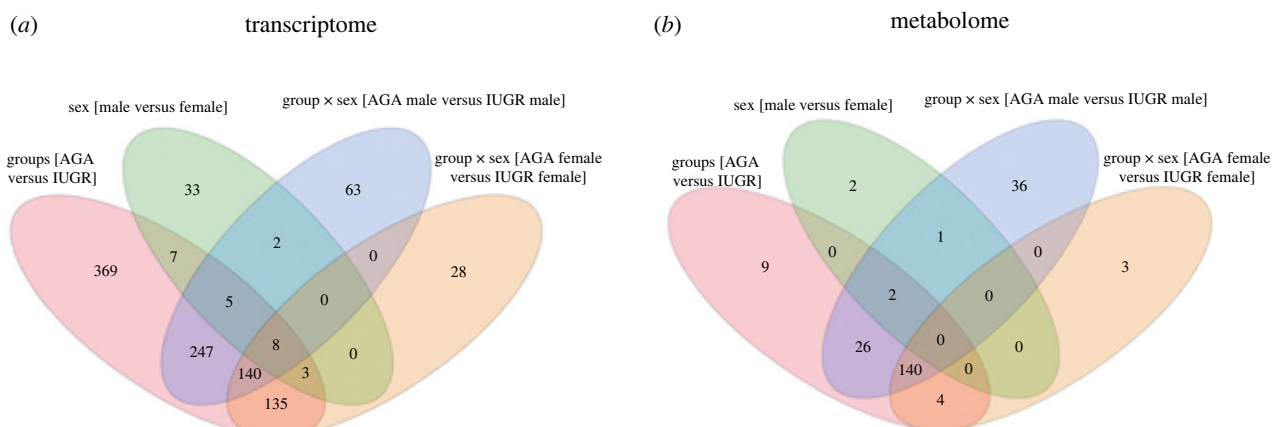 (a) transcriptome
sex [male versus female]
group × sex [AGA male versus IUGR male]
groups [AGA
versus IUGR]
group × sex [AGA female
versus IUGR female]
33
63
2
7
0
369
28
5
0
247
8
0
140
3
135
(b) metabolome
sex [male versus female]
group × sex [AGA male versus IUGR male]
groups [AGA
versus IUGR]
group × sex [AGA female
versus IUGR female]
2
36
1
0
0
9
3
2
0
26
0
0
140
0
4